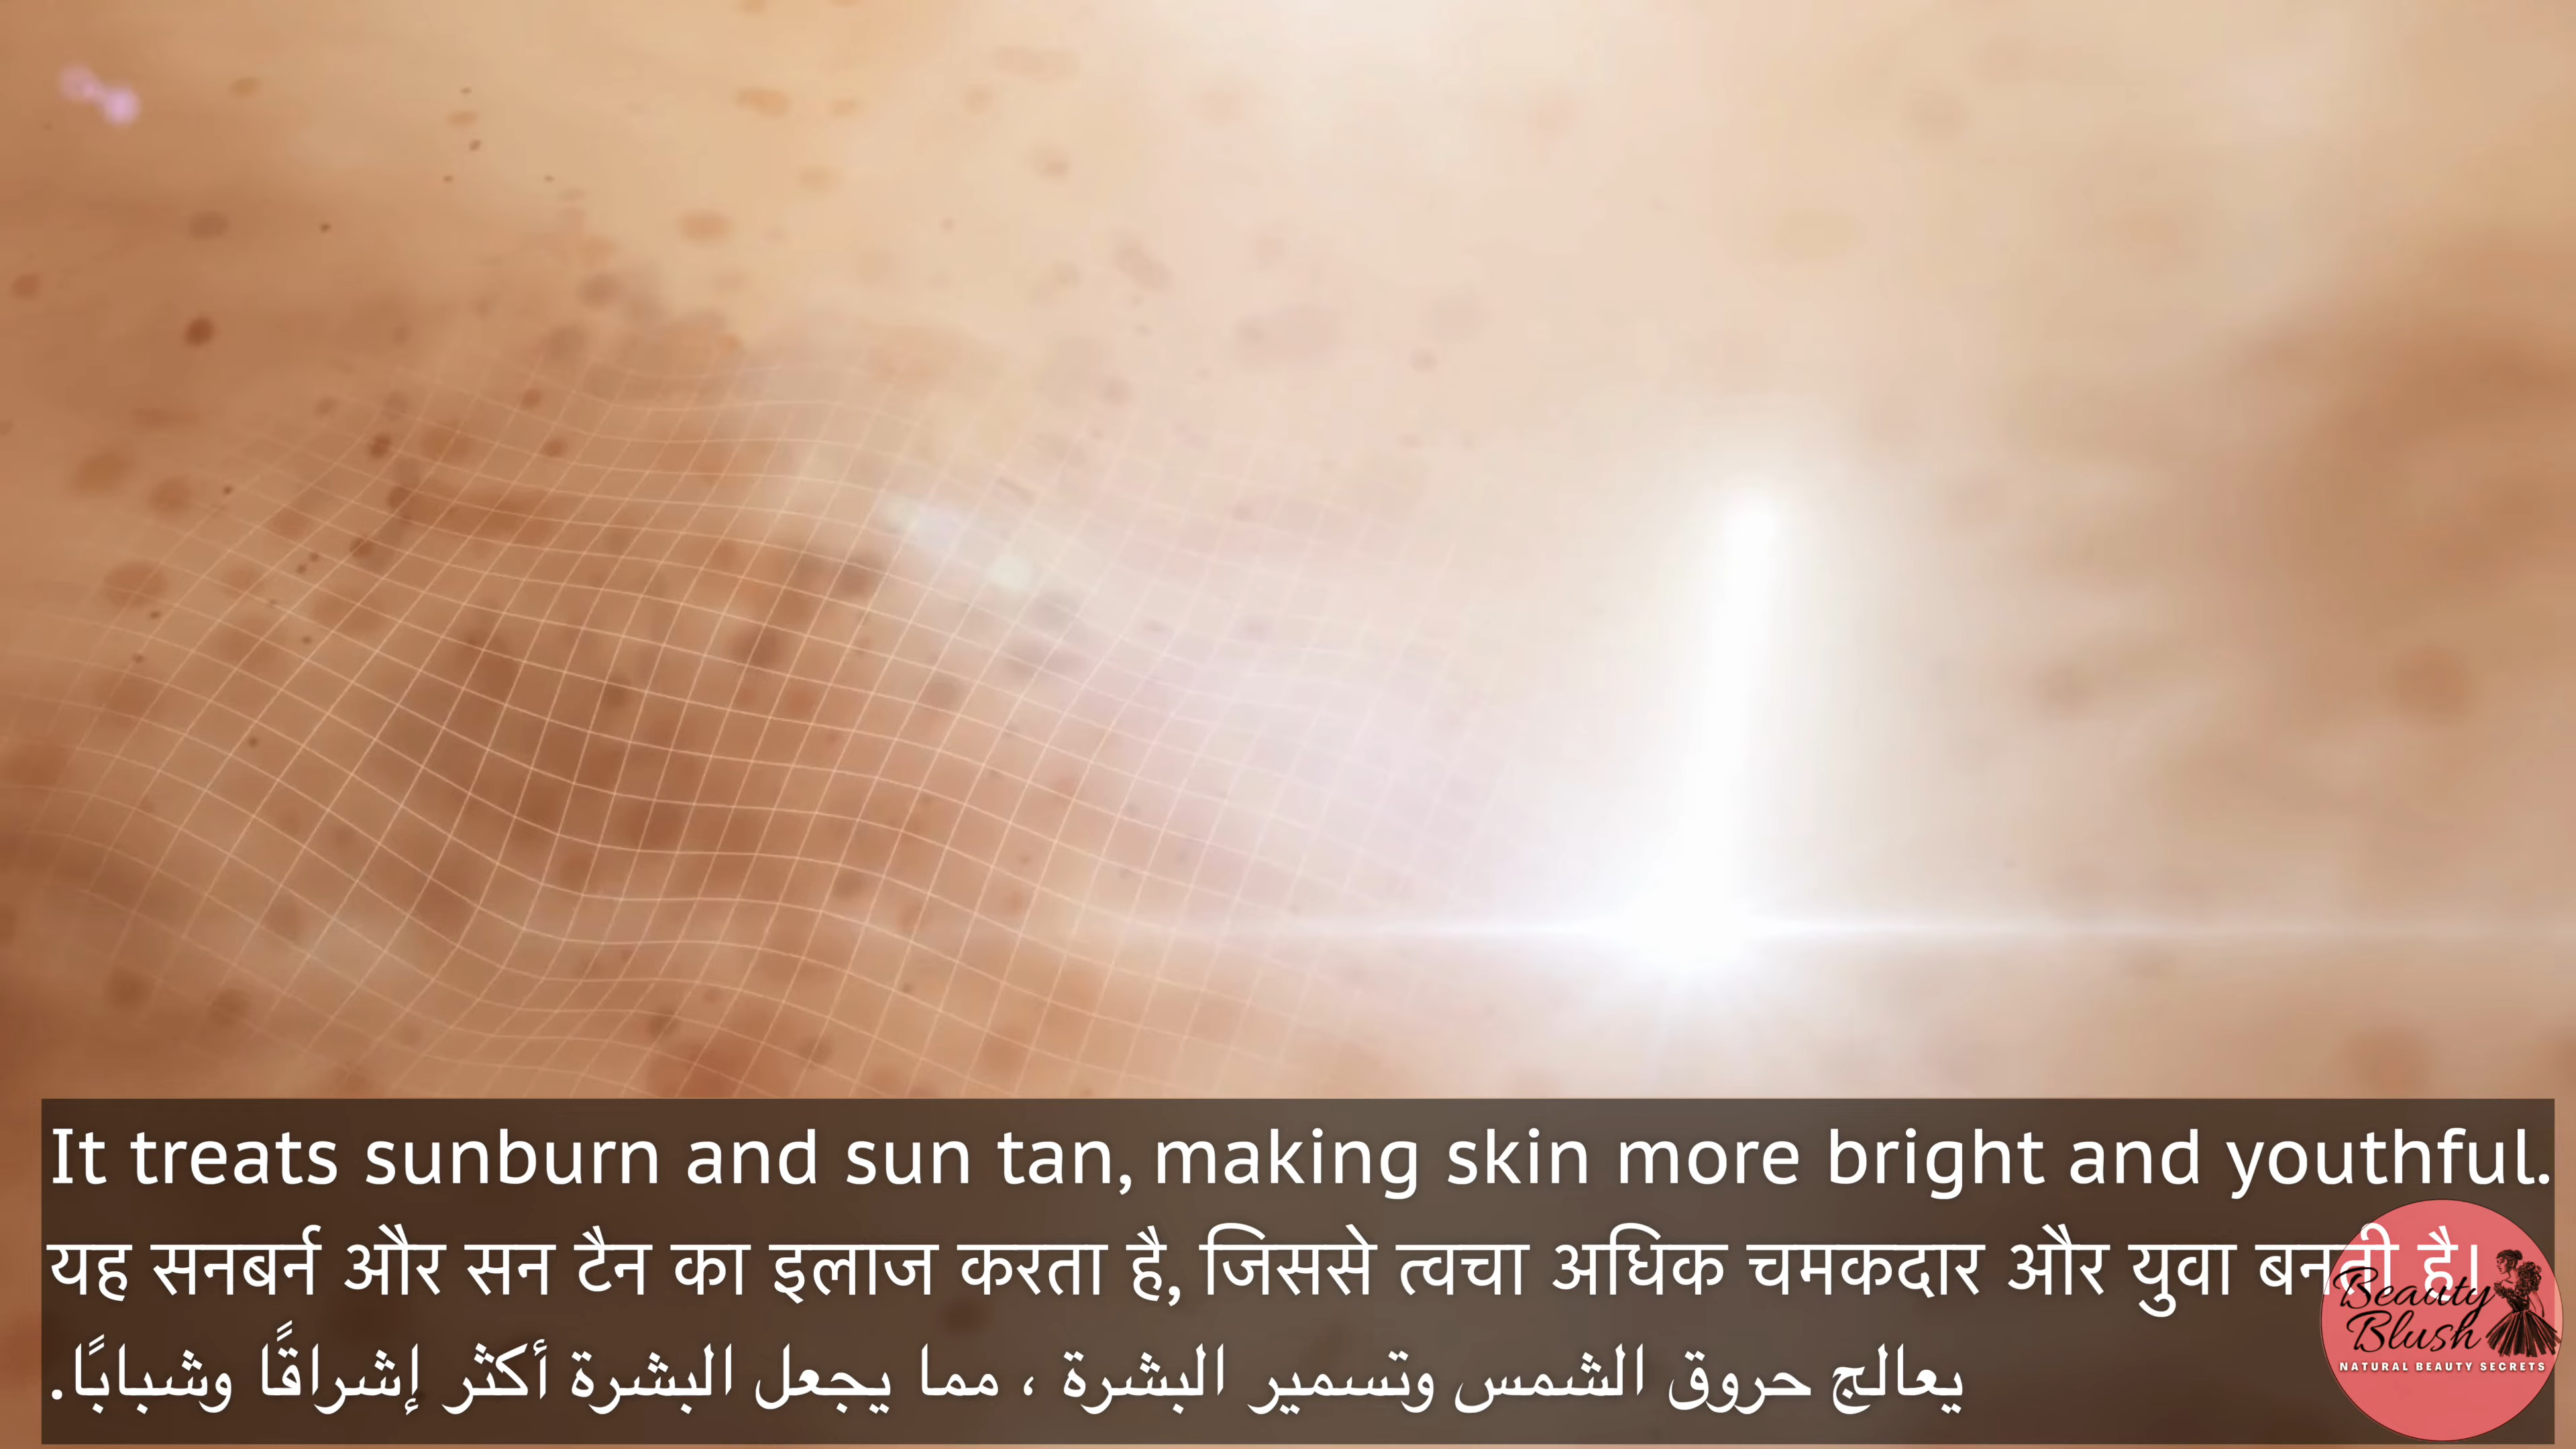 It treats sunburn and sun tan, making skin more bright and youthful.
यह सनबर्न और सन टैन का इलाज करता है, जिससे त्वचा अधिक चमकदार और युवा बनती है।
يعالج حروق الشمس وتسمير البشرة ، مما يجعل البشرة أكثر إشراقًا وشبابًا.
Beauty
Blush
NATURAL BEAUTY SECRETS